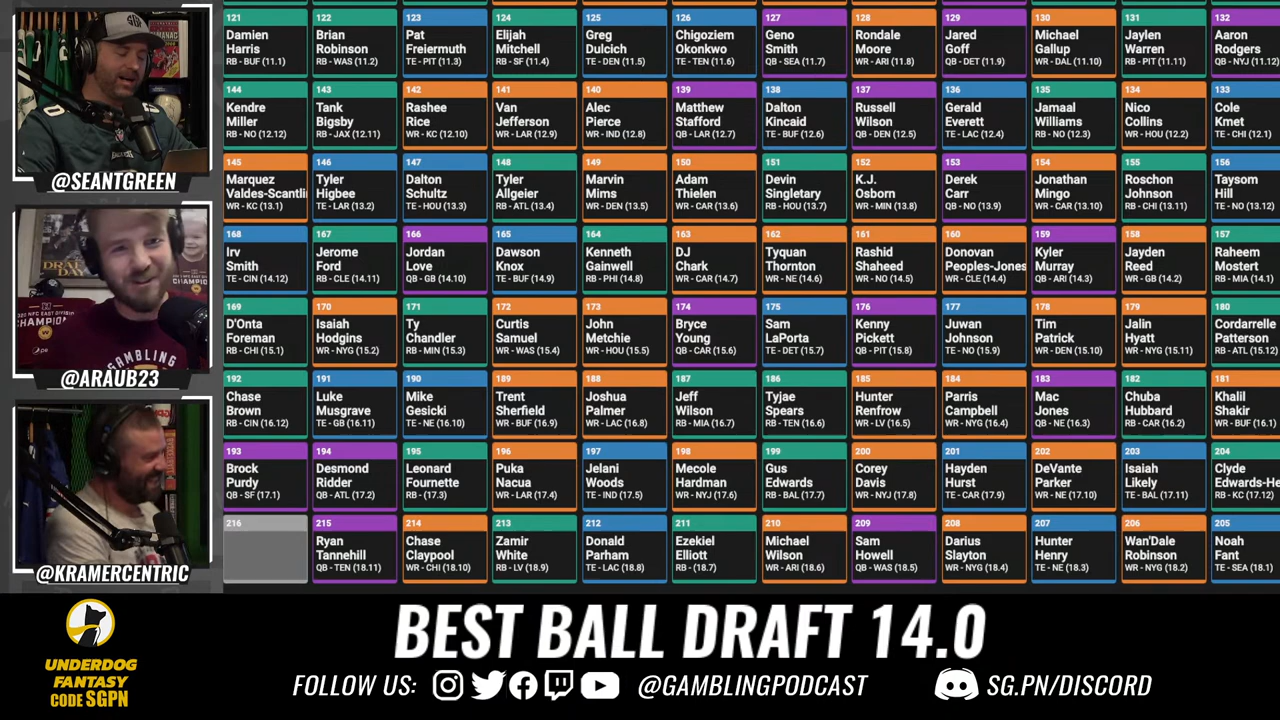 121 122 123 124 125 126 127 128 129 130 131 132
Damien Brian Pat Elijah Greg Chigoziem Geno Rondale Jared Michael Jaylen Aaron
Harris Robinson Freiermuth Mitchell Dulcich Okonkwo Smith Moore Goff Gallup Warren Rodgers
RB - BUF (11.1) RB - WAS (11.2) TE - PIT (11.3) RB - SF (11.4) TE - DEN (11.5) TE - TEN (11.6) QB - SEA (11.7) WR - ARI (11.8) QB - DET (11.9) WR - DAL (11.10) RB - PIT (11.11) QB - NYJ (11.12)
144 143 142 141 140 139 138 137 136 135 134 133
Kendre Tank Rashee Van Alec Matthew Dalton Russell Gerald Jamaal Nico Cole
Miller Bigsby Rice Jefferson Pierce Stafford Kincaid Wilson Everett Williams Collins Kmet
RB - NO (12.12) RB - JAX (12.11) WR - KC (12.10) WR - LAR (12.9) WR - IND (12.8) QB - LAR (12.7) TE - BUF (12.6) QB - DEN (12.5) TE - LAC (12.4) RB - NO (12.3) WR - HOU (12.2) TE - CHI (12.1)
145 146 147 148 149 150 151 152 153 154 155 156
Marquez Tyler Dalton Tyler Marvin Adam Devin K.J. Derek Jonathan Roschon Taysom
Valdes-Scantlin Higbee Schultz Allgeier Mims Thielen Singletary Osborn Carr Mingo Johnson Hill
WR - KC (13.1) TE - LAR (13.2) TE - HOU (13.3) RB - ATL (13.4) WR - DEN (13.5) WR - CAR (13.6) RB - HOU (13.7) WR - MIN (13.8) QB - NO (13.9) WR - CAR (13.10) RB - CHI (13.11) TE - NO (13.12)
168 167 166 165 164 163 162 161 160 159 158 157
Irv Jerome Jordan Dawson Kenneth DJ Tyquan Rashid Donovan Kyler Jayden Raheem
Smith Ford Love Knox Gainwell Chark Thornton Shaheed Peoples-Jones Murray Reed Mostert
TE - CIN (14.12) RB - CLE (14.11) QB - GB (14.10) TE - BUF (14.9) RB - PHI (14.8) WR - CAR (14.7) WR - NE (14.6) WR - NO (14.5) WR - CLE (14.4) QB - ARI (14.3) WR - GB (14.2) RB - MIA (14.1)
169 170 171 172 173 174 175 176 177 178 179 180
D'Onta Isaiah Ty Curtis John Bryce Sam Kenny Juwan Tim Jalin Cordarrelle
Foreman Hodgins Chandler Samuel Metchie Young LaPorta Pickett Johnson Patrick Hyatt Patterson
RB - CHI (15.1) WR - NYG (15.2) RB - MIN (15.3) WR - WAS (15.4) WR - HOU (15.5) QB - CAR (15.6) TE - DET (15.7) QB - PIT (15.8) TE - NO (15.9) WR - DEN (15.10) WR - NYG (15.11) RB - ATL (15.12)
192 191 190 189 188 187 186 185 184 183 182 181
Chase Luke Mike Trent Joshua Jeff Tyjae Hunter Parris Mac Chuba Khalil
Brown Musgrave Gesicki Sherfield Palmer Wilson Spears Renfrow Campbell Jones Hubbard Shakir
RB - CIN (16.12) TE - GB (16.11) TE - NE (16.10) WR - BUF (16.9) WR - LAC (16.8) RB - MIA (16.7) RB - TEN (16.6) WR - LV (16.5) WR - NYG (16.4) QB - NE (16.3) RB - CAR (16.2) WR - BUF (16.1)
193 194 195 196 197 198 199 200 201 202 203 204
Brock Desmond Leonard Puka Jelani Mecole Gus Corey Hayden DeVante Isaiah Clyde
Purdy Ridder Fournette Nacua Woods Hardman Edwards Davis Hurst Parker Likely Edwards-He
QB - SF (17.1) QB - ATL (17.2) RB - (17.3) WR - LAR (17.4) TE - IND (17.5) WR - NYJ (17.6) RB - BAL (17.7) WR - NYJ (17.8) TE - CAR (17.9) WR - NE (17.10) TE - BAL (17.11) RB - KC (17.12)
216 215 214 213 212 211 210 209 208 207 206 205
Ryan Chase Zamir Donald Ezekiel Michael Sam Darius Hunter Wan'Dale Noah
Tannehill Claypool White Parham Elliott Wilson Howell Slayton Henry Robinson Fant
QB - TEN (18.11) WR - CHI (18.10) RB - LV (18.9) TE - LAC (18.8) RB - (18.7) WR - ARI (18.6) QB - WAS (18.5) WR - NYG (18.4) TE - NE (18.3) WR - NYG (18.2) TE - SEA (18.1)
@SEANTGREEN
@ARAUB23
@KRAMERCENTRIC
UNDERDOG
FANTASY
CODE SGPN
BEST BALL DRAFT 14.0
FOLLOW US: @GAMBLINGPODCAST SG.PN/DISCORD